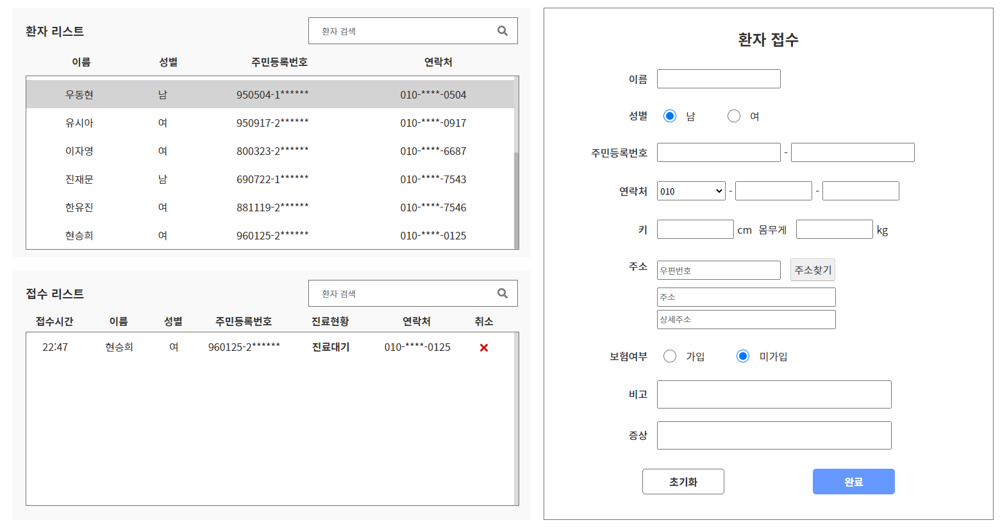 환자 리스트
환자 검색
이름 성별 주민등록번호 연락처
우동현 남 950504-1****** 010-****-0504
유시아 여 950917-2****** 010-****-0917
이자영 여 800323-2****** 010-****-6687
진재문 남 690722-1****** 010-****-7543
한유진 여 881119-2****** 010-****-7546
현승희 여 960125-2****** 010-****-0125
접수 리스트
환자 검색
접수시간 이름 성별 주민등록번호 진료현황 연락처 취소
22:47 현승희 여 960125-2****** 진료대기 010-****-0125
환자 접수
이름
성별 남 여
주민등록번호 -
연락처 010 - -
키 cm 몸무게 kg
주소 우편번호 주소찾기
주소
상세주소
보험여부 가입 미가입
비고
증상
초기화 완료